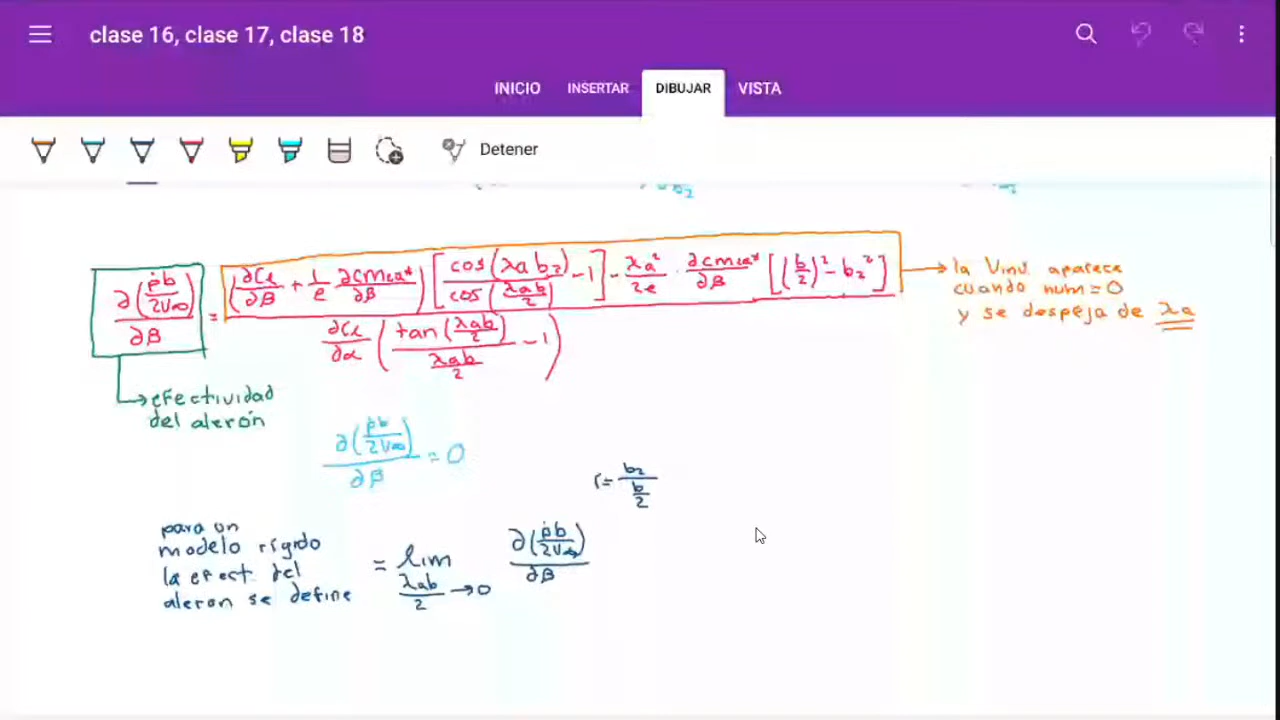 clase 16, clase 17, clase 18
INICIO INSERTAR DIBUJAR VISTA
Detener
∂(ṗb/2V∞)/∂β = (∂Cl/∂β + 1/e ∂cmca*/∂β) [cos(λa b2)/cos(λab/2) - 1] - λa²/2e · ∂cmca*/∂β [(b/2)² - b2²]
∂Cl/∂α (tan(λab/2)/(λab/2) - 1)
la Vinv aparece
cuando num = 0
y se despeja de λa
efectividad
del alerón
∂(ṗb/2V∞)/∂β = 0
r = b2/(b/2)
para un
modelo rígido
la efect. del
aleron se define
= lim λab/2 → 0 ∂(ṗb/2V∞)/∂β